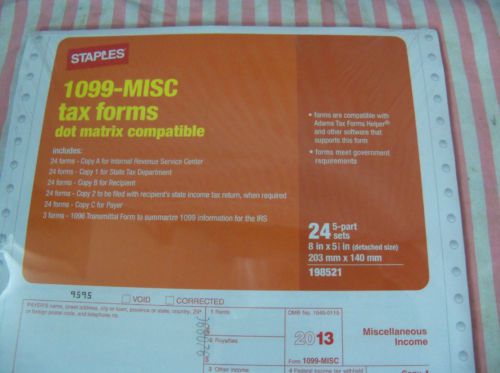 STAPLES
1099-MISC
tax forms
dot matrix compatible
includes:
24 forms - Copy A for Internal Revenue Service Center
24 forms - Copy 1 for State Tax Department
24 forms - Copy B for Recipient
24 forms - Copy 2 to be filed with recipient's state income tax return, when required
24 forms - Copy C for Payer
3 forms - 1096 Transmittal Form to summarize 1099 information for the IRS
• forms are compatible with
Adams Tax Forms Helper®
and other software that
supports this form
• forms meet government
requirements
24 5-part
sets
8 in x 5½ in (detached size)
203 mm x 140 mm
198521
9595
VOID
CORRECTED
PAYER'S name, street address, city or town, province or state, country, ZIP
or foreign postal code, and telephone no.
1 Rents
$
2 Royalties
$
3 Other income
OMB No. 1545-0115
2013
Form 1099-MISC
4 Federal income tax withheld
Miscellaneous
Income